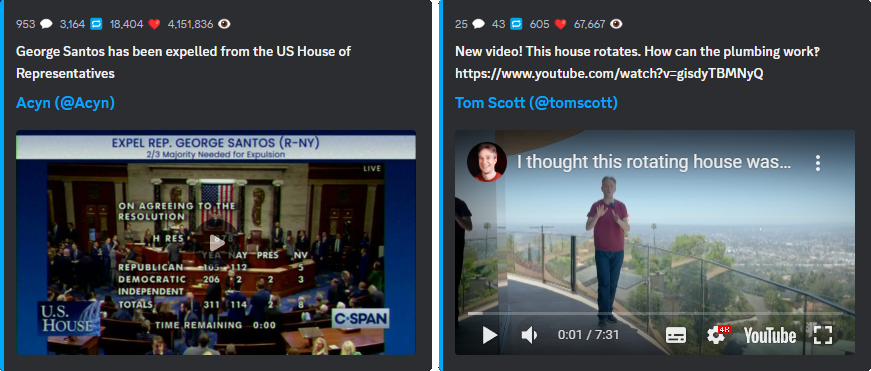 953 3,164 18,404 4,151,836
George Santos has been expelled from the US House of
Representatives
Acyn (@Acyn)
EXPEL REP. GEORGE SANTOS (R-NY)
2/3 Majority Needed for Expulsion
LIVE
ON AGREEING TO THE
RESOLUTION
H RES 878
YEA NAY PRES NV
REPUBLICAN 105 112 5
DEMOCRATIC 206 2 2 3
INDEPENDENT
TOTALS 311 114 2 8
TIME REMAINING 0:00
U.S.
HOUSE
C-SPAN
25 43 605 67,667
New video! This house rotates. How can the plumbing work‽
https://www.youtube.com/watch?v=gisdyTBMNyQ
Tom Scott (@tomscott)
I thought this rotating house was...
0:01 / 7:31
4K
YouTube